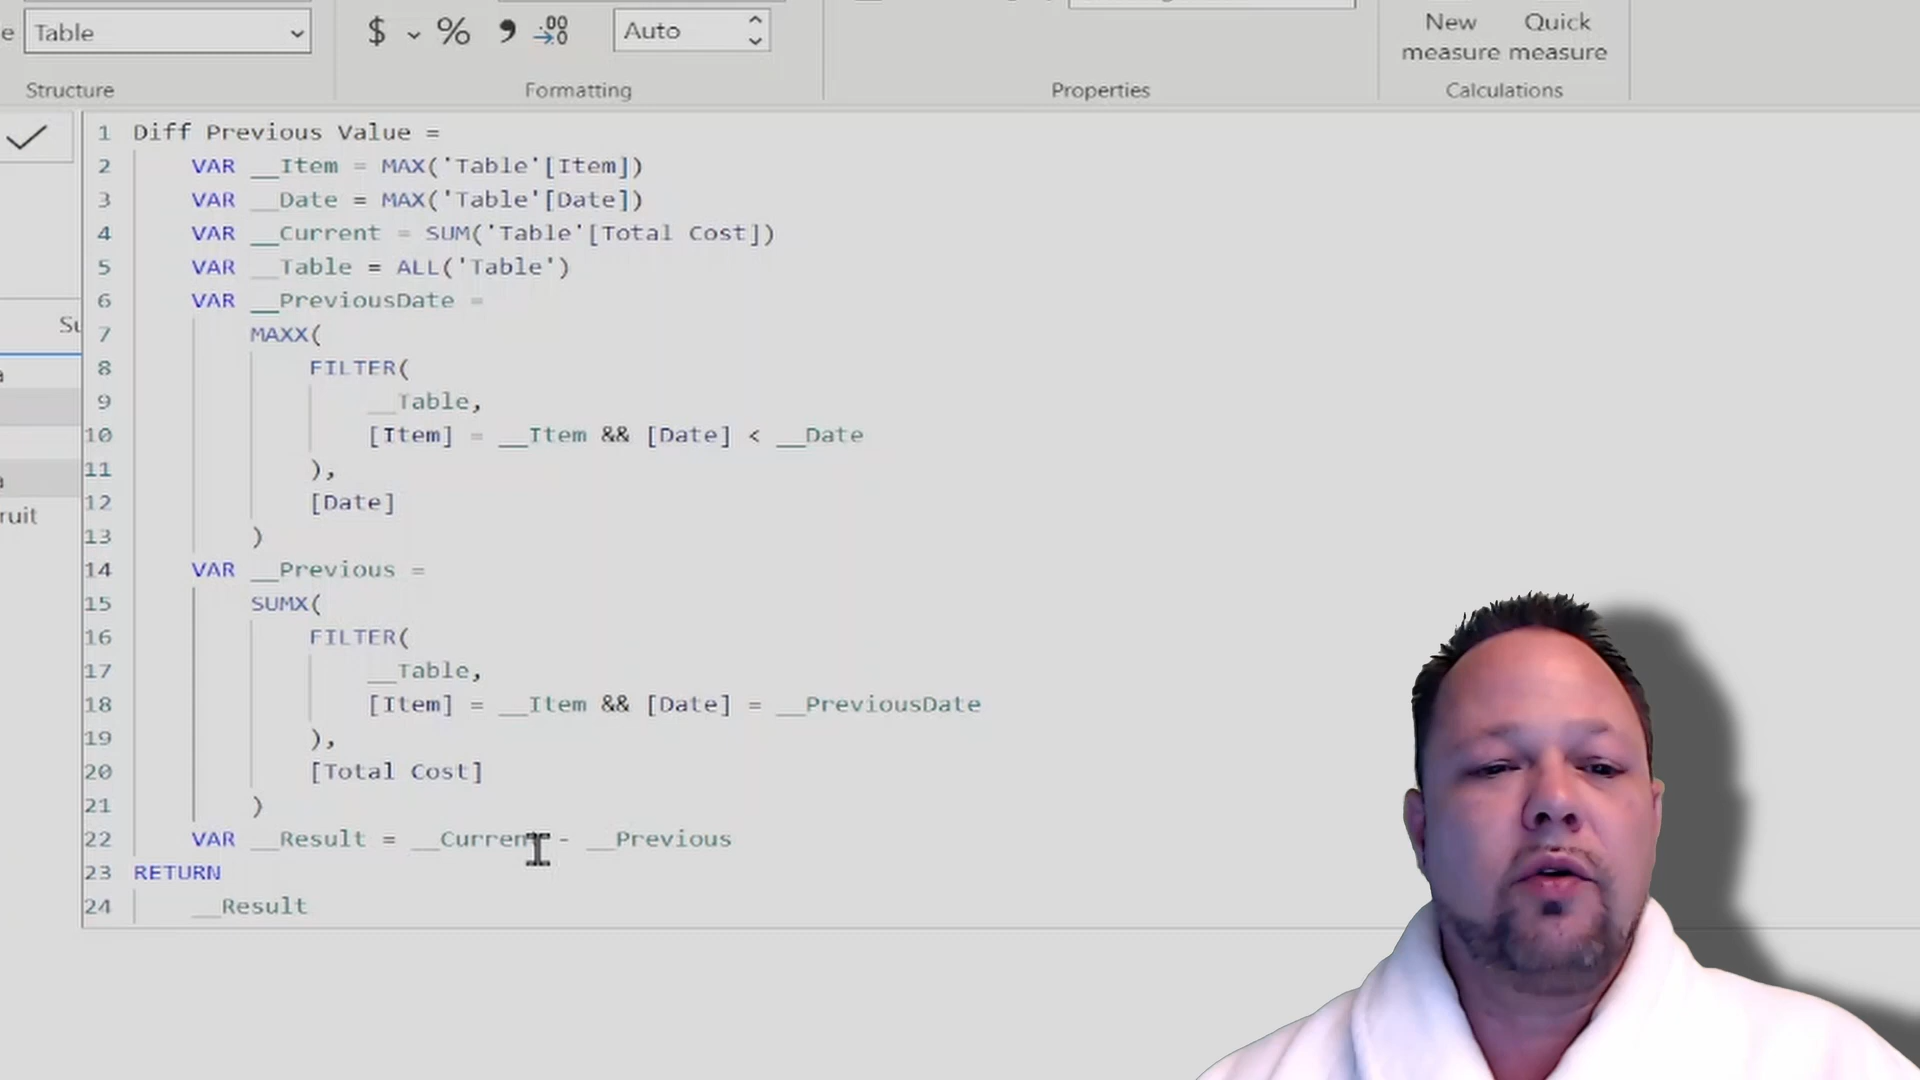 e Table
$ % , .00 →.0 Auto
New measure
Quick measure
Structure
Formatting
Properties
Calculations
1 Diff Previous Value =
2 VAR __Item = MAX('Table'[Item])
3 VAR __Date = MAX('Table'[Date])
4 VAR __Current = SUM('Table'[Total Cost])
5 VAR __Table = ALL('Table')
6 VAR __PreviousDate =
7 MAXX(
8 FILTER(
9 __Table,
10 [Item] = __Item && [Date] < __Date
11 ),
12 [Date]
13 )
14 VAR __Previous =
15 SUMX(
16 FILTER(
17 __Table,
18 [Item] = __Item && [Date] = __PreviousDate
19 ),
20 [Total Cost]
21 )
22 VAR __Result = __Current - __Previous
23 RETURN
24 __Result
Su
a
a
ruit